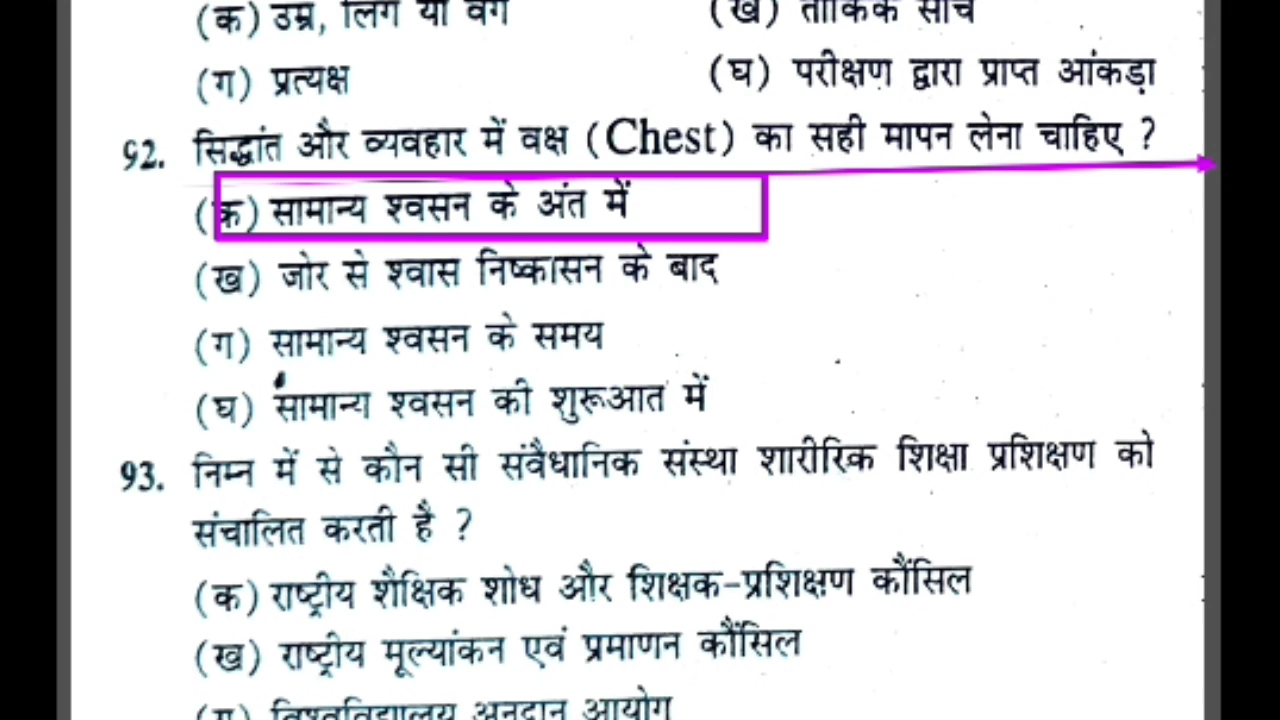 (क) उम्र, लिंग या वर्ग (ख) तार्किक सोच
(ग) प्रत्यक्ष (घ) परीक्षण द्वारा प्राप्त आंकड़ा
92. सिद्धांत और व्यवहार में वक्ष (Chest) का सही मापन लेना चाहिए ?
(क) सामान्य श्वसन के अंत में
(ख) जोर से श्वास निष्कासन के बाद
(ग) सामान्य श्वसन के समय
(घ) सामान्य श्वसन की शुरूआत में
93. निम्न में से कौन सी संवैधानिक संस्था शारीरिक शिक्षा प्रशिक्षण को
संचालित करती है ?
(क) राष्ट्रीय शैक्षिक शोध और शिक्षक-प्रशिक्षण कौंसिल
(ख) राष्ट्रीय मूल्यांकन एवं प्रमाणन कौंसिल
(ग) विश्वविद्यालय अनुदान आयोग